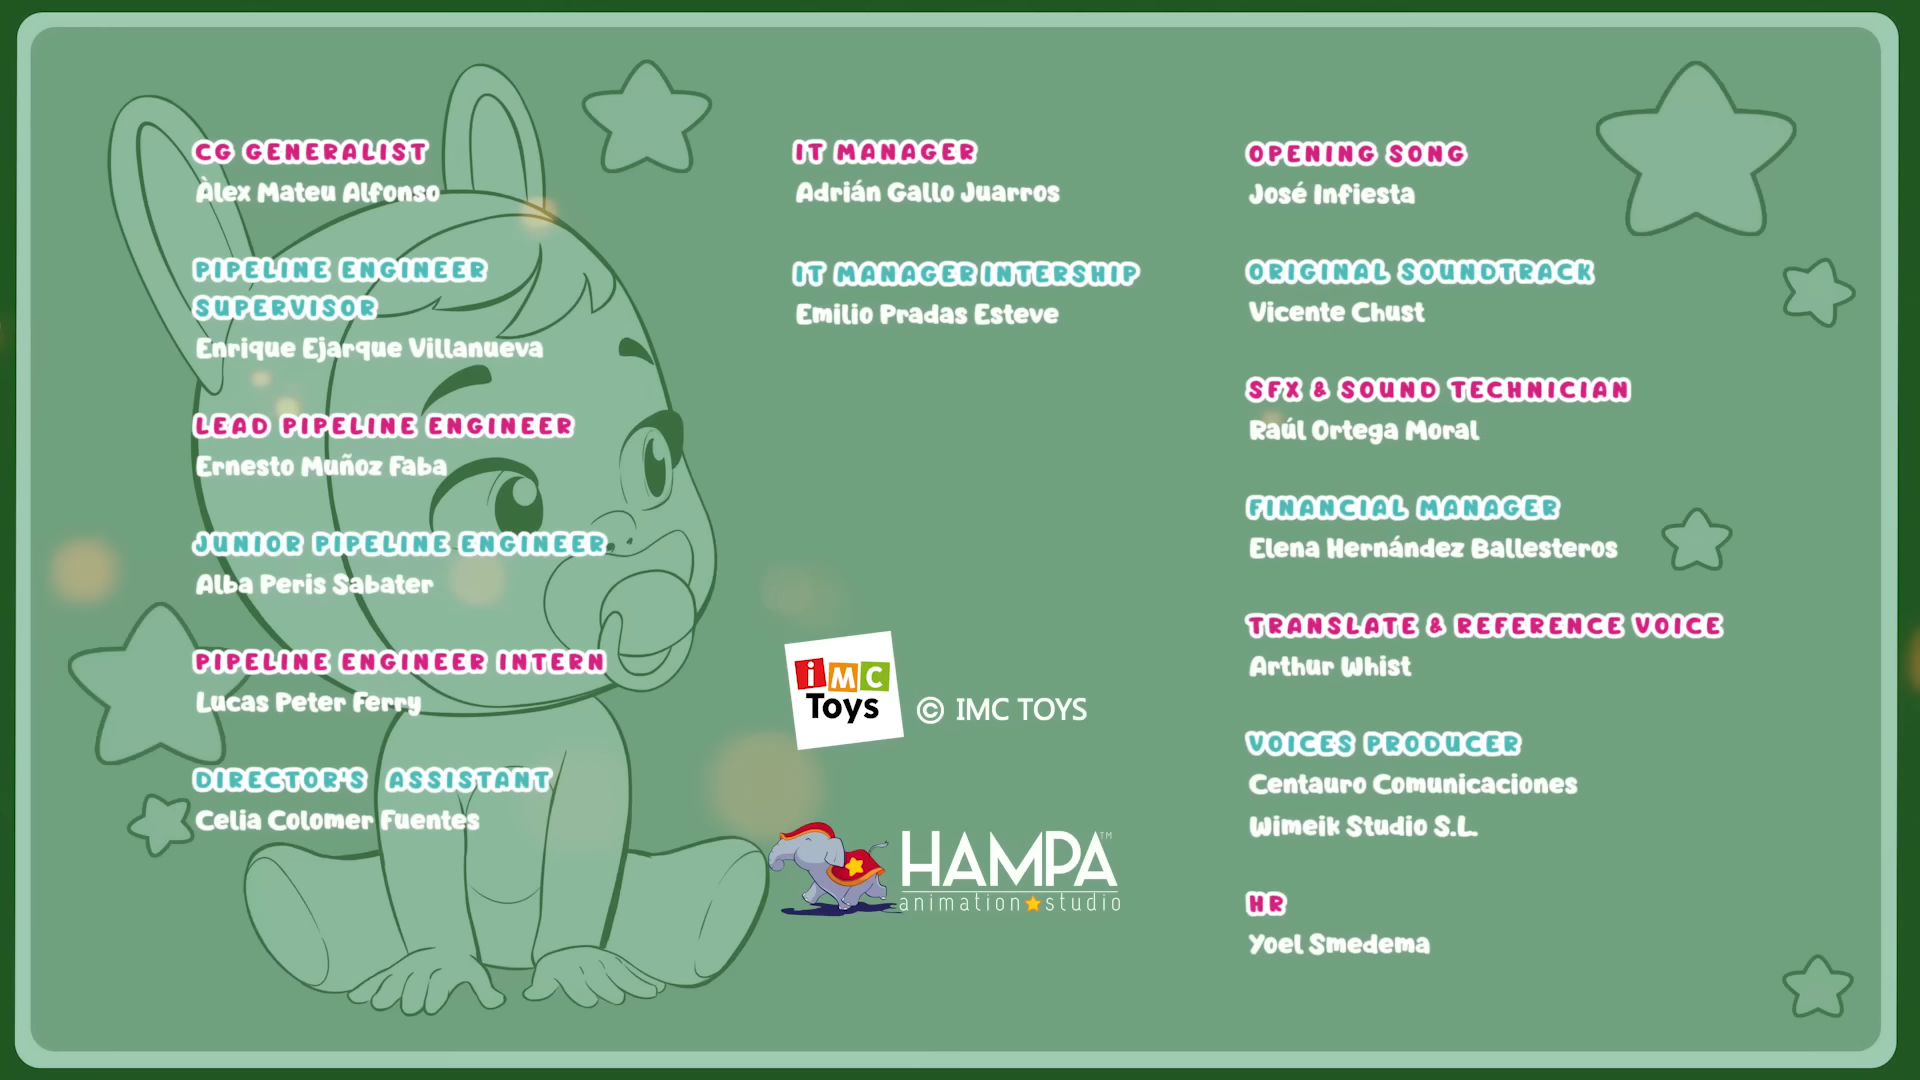 CG GENERALIST
Àlex Mateu Alfonso
PIPELINE ENGINEER
SUPERVISOR
Enrique Ejarque Villanueva
LEAD PIPELINE ENGINEER
Ernesto Muñoz Faba
JUNIOR PIPELINE ENGINEER
Alba Peris Sabater
PIPELINE ENGINEER INTERN
Lucas Peter Ferry
DIRECTOR'S ASSISTANT
Celia Colomer Fuentes
IT MANAGER
Adrián Gallo Juarros
IT MANAGER INTERSHIP
Emilio Pradas Esteve
iMC
Toys
© IMC TOYS
HAMPA™
animation studio
OPENING SONG
José Infiesta
ORIGINAL SOUNDTRACK
Vicente Chust
SFX & SOUND TECHNICIAN
Raúl Ortega Moral
FINANCIAL MANAGER
Elena Hernández Ballesteros
TRANSLATE & REFERENCE VOICE
Arthur Whist
VOICES PRODUCER
Centauro Comunicaciones
Wimeik Studio S.L.
HR
Yoel Smedema